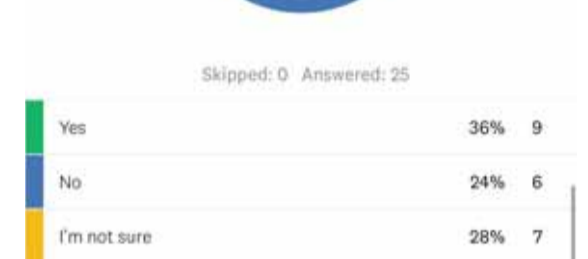 Skipped: 0 Answered: 25
Yes 36% 9
No 24% 6
I'm not sure 28% 7